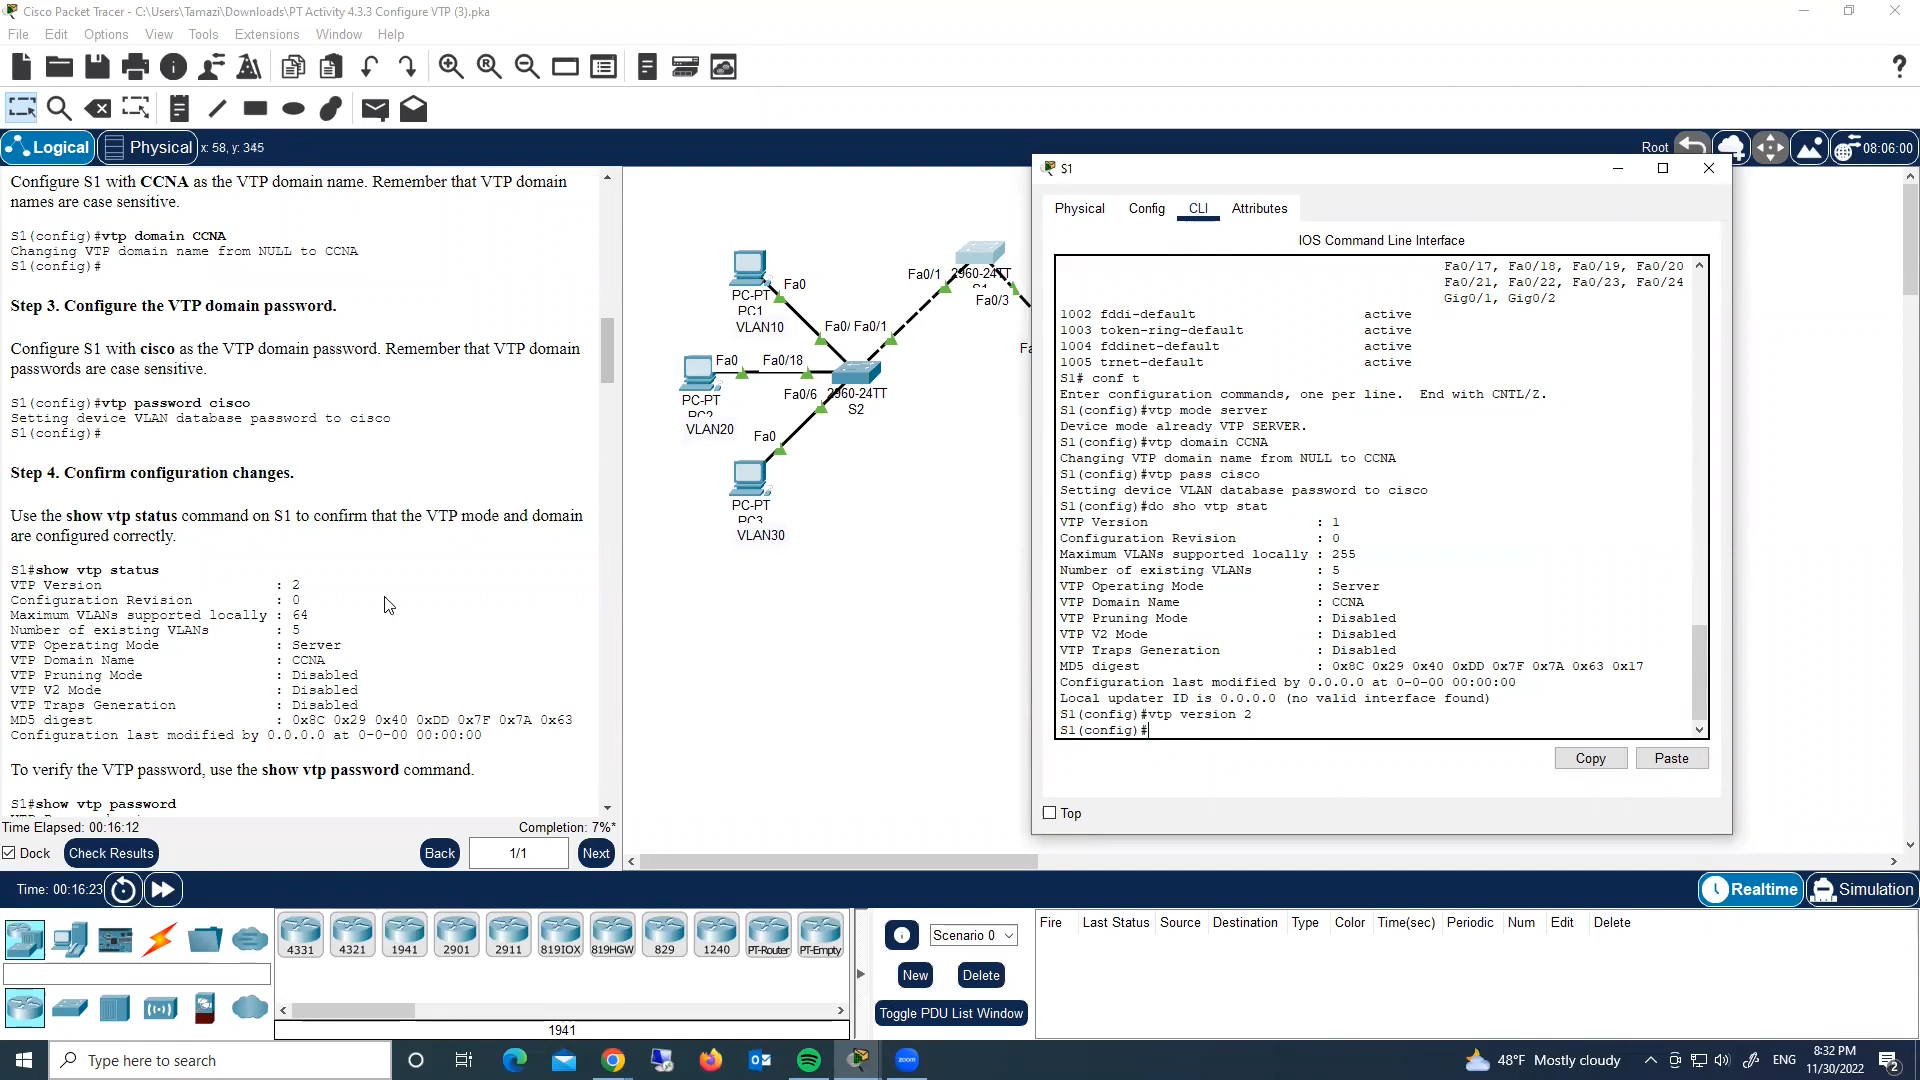 Cisco Packet Tracer - C:\Users\Tamazi\Downloads\PT Activity 4.3.3 Configure VTP (3).pka
File Edit Options View Tools Extensions Window Help
Logical Physical x: 58, y: 345
Root 08:06:00
Configure S1 with CCNA as the VTP domain name. Remember that VTP domain
names are case sensitive.
S1(config)#vtp domain CCNA
Changing VTP domain name from NULL to CCNA
S1(config)#
Step 3. Configure the VTP domain password.
Configure S1 with cisco as the VTP domain password. Remember that VTP domain
passwords are case sensitive.
S1(config)#vtp password cisco
Setting device VLAN database password to cisco
S1(config)#
Step 4. Confirm configuration changes.
Use the show vtp status command on S1 to confirm that the VTP mode and domain
are configured correctly.
S1#show vtp status
VTP Version : 2
Configuration Revision : 0
Maximum VLANs supported locally : 64
Number of existing VLANs : 5
VTP Operating Mode : Server
VTP Domain Name : CCNA
VTP Pruning Mode : Disabled
VTP V2 Mode : Disabled
VTP Traps Generation : Disabled
MD5 digest : 0x8C 0x29 0x40 0xDD 0x7F 0x7A 0x63
Configuration last modified by 0.0.0.0 at 0-0-00 00:00:00
To verify the VTP password, use the show vtp password command.
S1#show vtp password
Time Elapsed: 00:16:12 Completion: 7%*
Dock Check Results Back 1/1 Next
Fa0
PC-PT
PC1
VLAN10
Fa0/ Fa0/1
Fa0/1
2960-24TT
S1
Fa0/3
Fa0
Fa0/18
PC-PT
PC2
VLAN20
Fa0/6
2960-24TT
S2
Fa0
PC-PT
PC3
VLAN30
Fa
S1
Physical Config CLI Attributes
IOS Command Line Interface
Fa0/17, Fa0/18, Fa0/19, Fa0/20
Fa0/21, Fa0/22, Fa0/23, Fa0/24
Gig0/1, Gig0/2
1002 fddi-default active
1003 token-ring-default active
1004 fddinet-default active
1005 trnet-default active
S1# conf t
Enter configuration commands, one per line. End with CNTL/Z.
S1(config)#vtp mode server
Device mode already VTP SERVER.
S1(config)#vtp domain CCNA
Changing VTP domain name from NULL to CCNA
S1(config)#vtp pass cisco
Setting device VLAN database password to cisco
S1(config)#do sho vtp stat
VTP Version : 1
Configuration Revision : 0
Maximum VLANs supported locally : 255
Number of existing VLANs : 5
VTP Operating Mode : Server
VTP Domain Name : CCNA
VTP Pruning Mode : Disabled
VTP V2 Mode : Disabled
VTP Traps Generation : Disabled
MD5 digest : 0x8C 0x29 0x40 0xDD 0x7F 0x7A 0x63 0x17
Configuration last modified by 0.0.0.0 at 0-0-00 00:00:00
Local updater ID is 0.0.0.0 (no valid interface found)
S1(config)#vtp version 2
S1(config)#
Copy Paste
Top
Time: 00:16:23
Realtime Simulation
4331 4321 1941 2901 2911 819IOX 819HGW 829 1240 PT-Router PT-Empty
1941
Scenario 0
New Delete
Toggle PDU List Window
Fire Last Status Source Destination Type Color Time(sec) Periodic Num Edit Delete
Type here to search
zoom
48°F Mostly cloudy
ENG
8:32 PM
11/30/2022
2